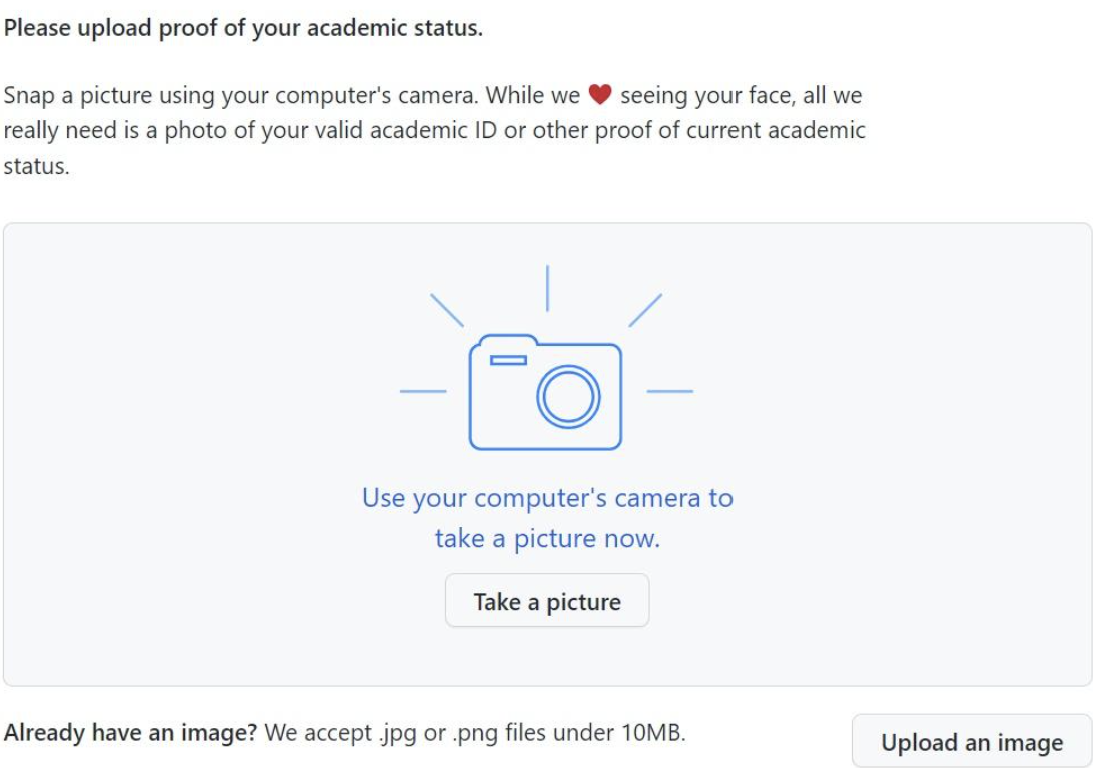 Please upload proof of your academic status.
Snap a picture using your computer's camera. While we ❤ seeing your face, all we
really need is a photo of your valid academic ID or other proof of current academic
status.
Use your computer's camera to
take a picture now.
Take a picture
Already have an image? We accept .jpg or .png files under 10MB.
Upload an image